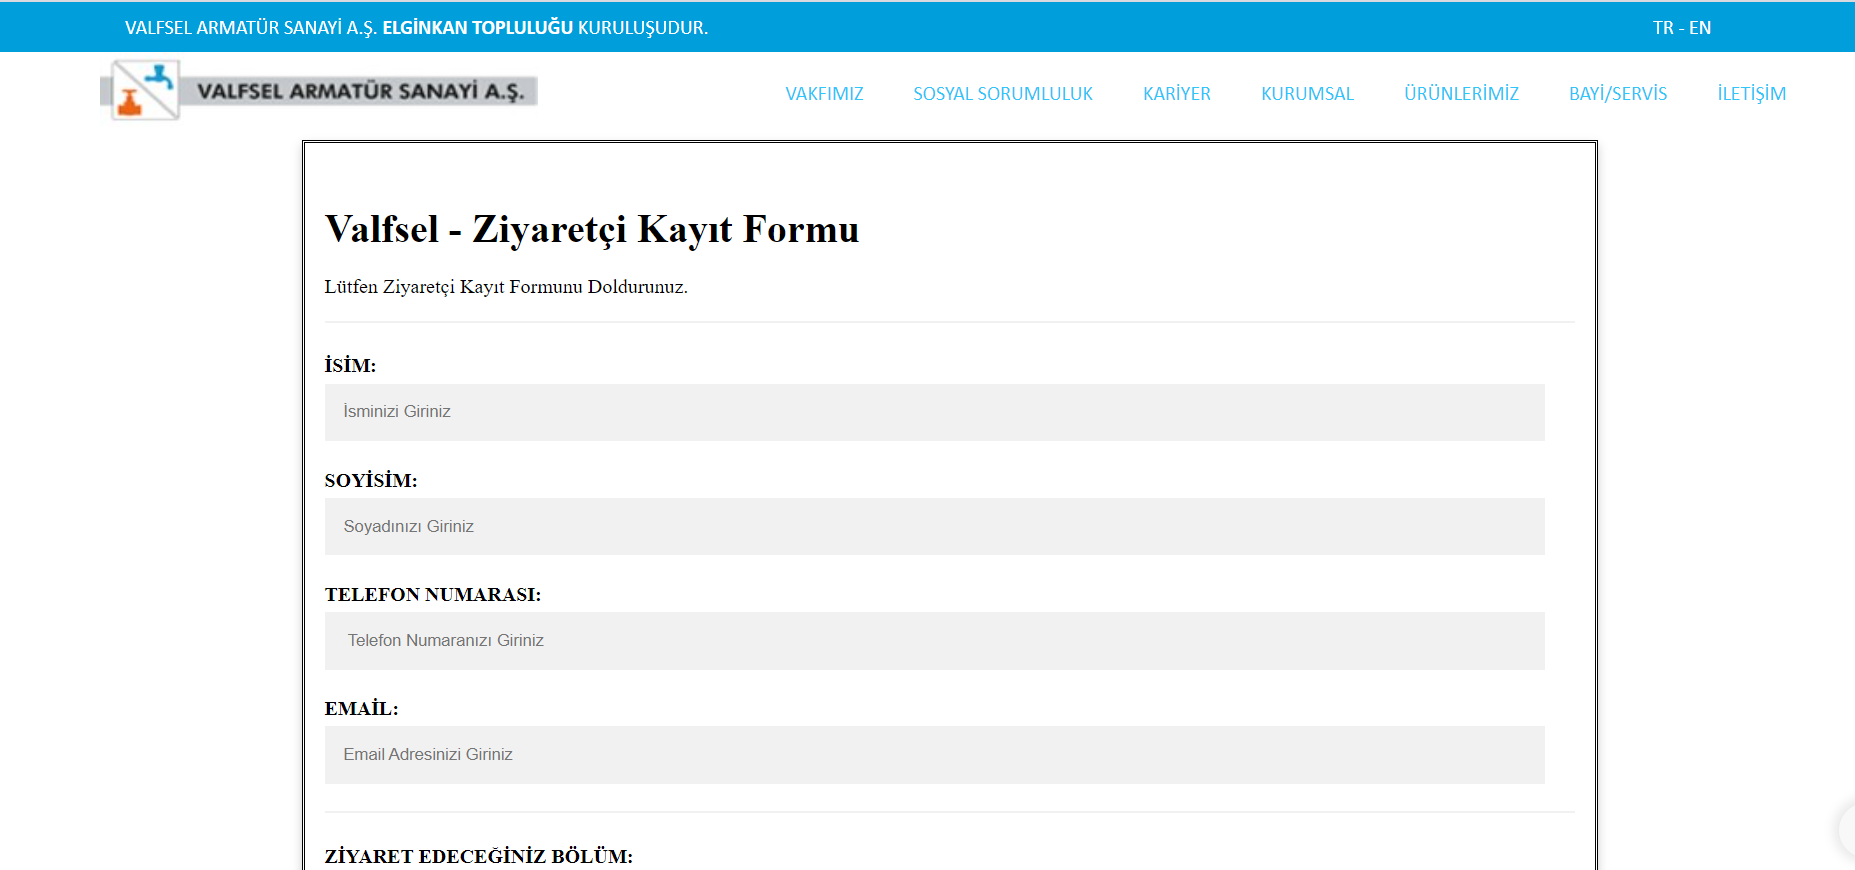 VALFSEL ARMATÜR SANAYİ A.Ş. ELGİNKAN TOPLULUĞU KURULUŞUDUR.
TR - EN
VALFSEL ARMATÜR SANAYİ A.Ş.
VAKFIMIZ SOSYAL SORUMLULUK KARİYER KURUMSAL ÜRÜNLERİMİZ BAYİ/SERVİS İLETİŞİM
Valfsel - Ziyaretçi Kayıt Formu
Lütfen Ziyaretçi Kayıt Formunu Doldurunuz.
İSİM:
İsminizi Giriniz
SOYİSİM:
Soyadınızı Giriniz
TELEFON NUMARASI:
Telefon Numaranızı Giriniz
EMAİL:
Email Adresinizi Giriniz
ZİYARET EDECEĞİNİZ BÖLÜM: